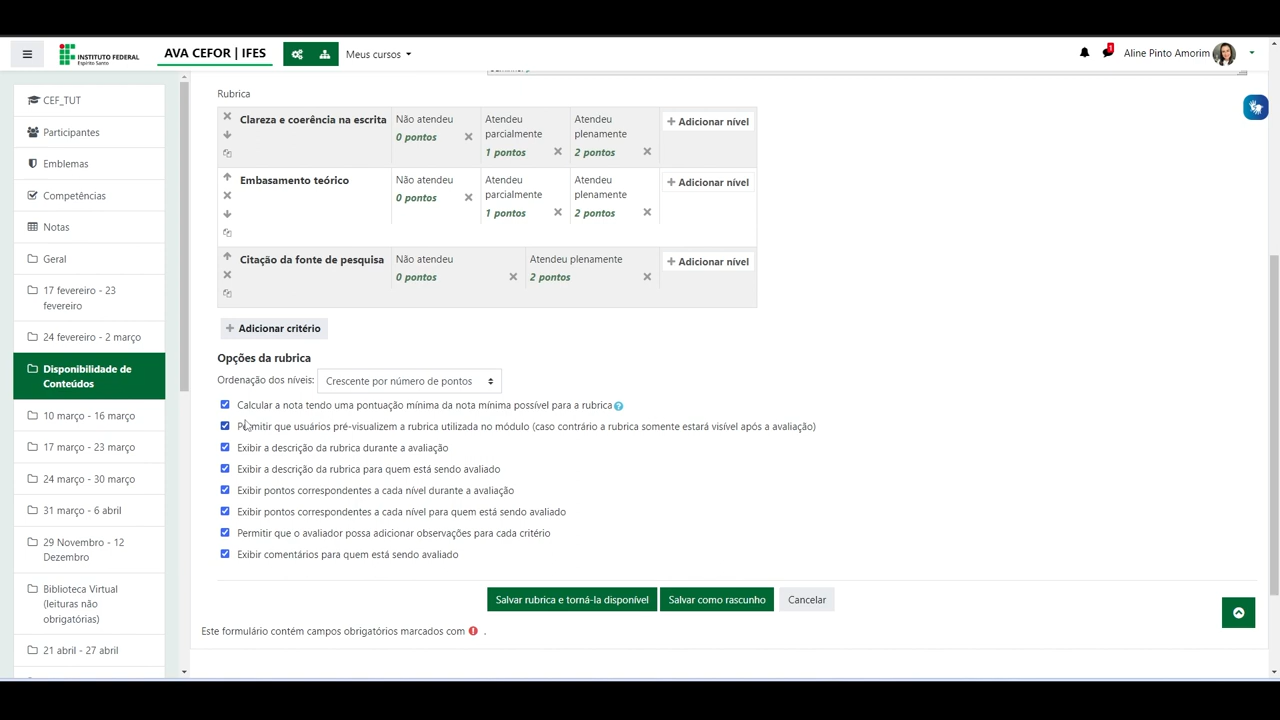 INSTITUTO FEDERAL
Espírito Santo
AVA CEFOR | IFES
Meus cursos
1
Aline Pinto Amorim
CEF_TUT
Participantes
Emblemas
Competências
Notas
Geral
17 fevereiro - 23
fevereiro
24 fevereiro - 2 março
Disponibilidade de
Conteúdos
10 março - 16 março
17 março - 23 março
24 março - 30 março
31 março - 6 abril
29 Novembro - 12
Dezembro
Biblioteca Virtual
(leituras não
obrigatórias)
21 abril - 27 abril
Rubrica
Clareza e coerência na escrita
Não atendeu
0 pontos
Atendeu
parcialmente
1 pontos
Atendeu
plenamente
2 pontos
Adicionar nível
Embasamento teórico
Não atendeu
0 pontos
Atendeu
parcialmente
1 pontos
Atendeu
plenamente
2 pontos
Adicionar nível
Citação da fonte de pesquisa
Não atendeu
0 pontos
Atendeu plenamente
2 pontos
Adicionar nível
Adicionar critério
Opções da rubrica
Ordenação dos níveis: Crescente por número de pontos
Calcular a nota tendo uma pontuação mínima da nota mínima possível para a rubrica ?
Permitir que usuários pré-visualizem a rubrica utilizada no módulo (caso contrário a rubrica somente estará visível após a avaliação)
Exibir a descrição da rubrica durante a avaliação
Exibir a descrição da rubrica para quem está sendo avaliado
Exibir pontos correspondentes a cada nível durante a avaliação
Exibir pontos correspondentes a cada nível para quem está sendo avaliado
Permitir que o avaliador possa adicionar observações para cada critério
Exibir comentários para quem está sendo avaliado
Salvar rubrica e torná-la disponível
Salvar como rascunho
Cancelar
Este formulário contém campos obrigatórios marcados com .